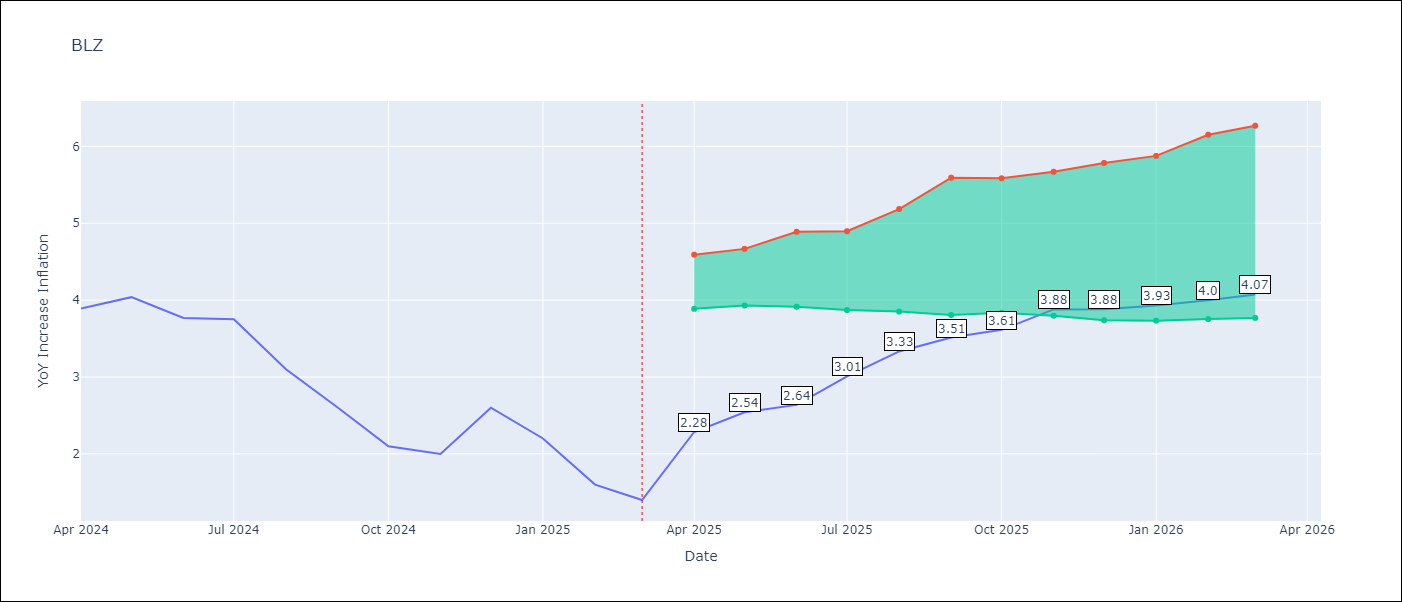 BLZ
YoY Increase Inflation
6
5
4
3
2
2.28
2.54
2.64
3.01
3.33
3.51
3.61
3.88
3.88
3.93
4.0
4.07
Apr 2024
Jul 2024
Oct 2024
Jan 2025
Apr 2025
Jul 2025
Oct 2025
Jan 2026
Apr 2026
Date